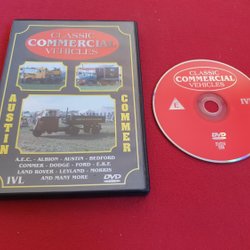 CLASSIC
COMMERCIAL
VEHICLES
AUSTIN
COMMER
A.E.C. - ALBION - AUSTIN - BEDFORD
COMMER - DODGE - FORD - E.R.F.
LAND ROVER - LEYLAND - MORRIS
AND MANY MORE
IVL
DVD
CLASSIC
COMMERCIAL
VEHICLES
IVL
DVD